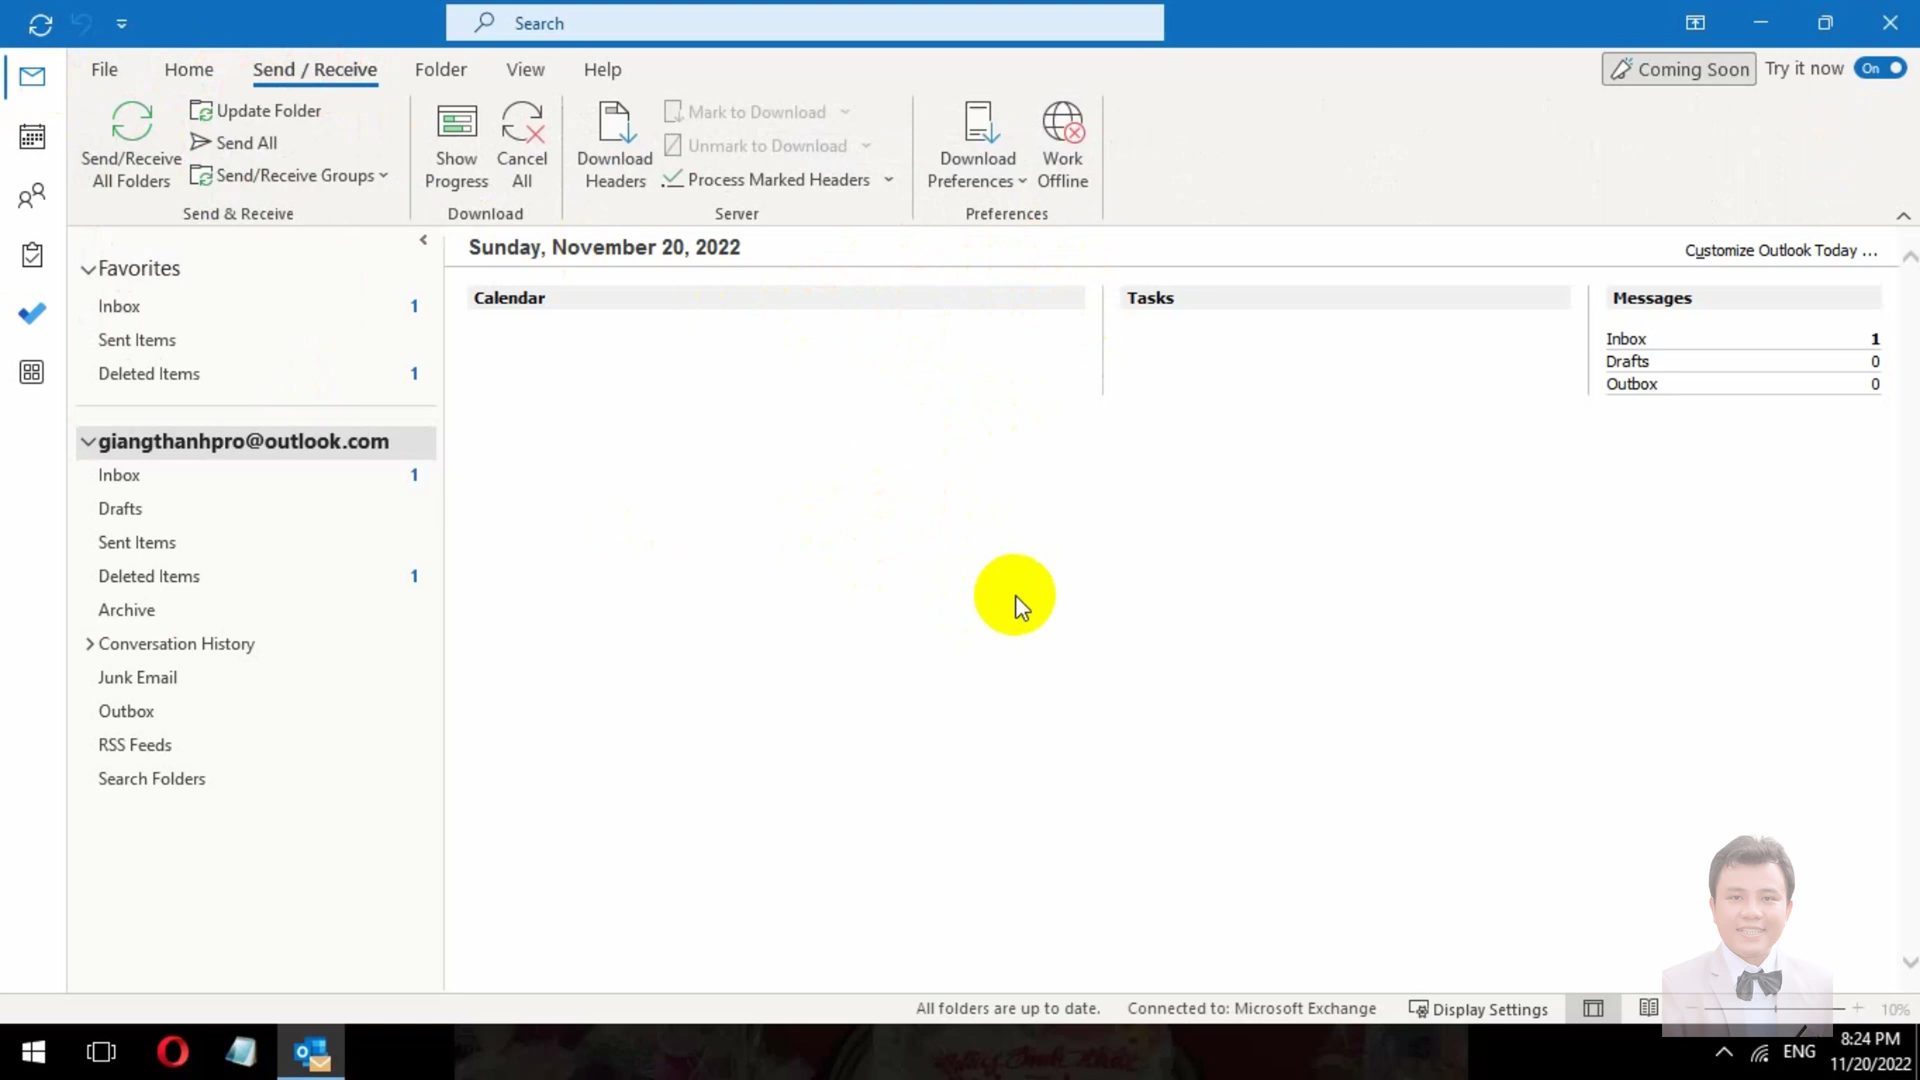 Search
File Home Send / Receive Folder View Help
Coming Soon Try it now On
Send/Receive
All Folders
Update Folder
Send All
Send/Receive Groups
Send & Receive
Show
Progress
Cancel
All
Download
Download
Headers
Mark to Download
Unmark to Download
Process Marked Headers
Server
Download
Preferences
Work
Offline
Preferences
Favorites
Inbox 1
Sent Items
Deleted Items 1
giangthanhpro@outlook.com
Inbox 1
Drafts
Sent Items
Deleted Items 1
Archive
Conversation History
Junk Email
Outbox
RSS Feeds
Search Folders
Sunday, November 20, 2022
Customize Outlook Today ...
Calendar
Tasks
Messages
Inbox 1
Drafts 0
Outbox 0
All folders are up to date. Connected to: Microsoft Exchange Display Settings 10%
ENG
8:24 PM
11/20/2022